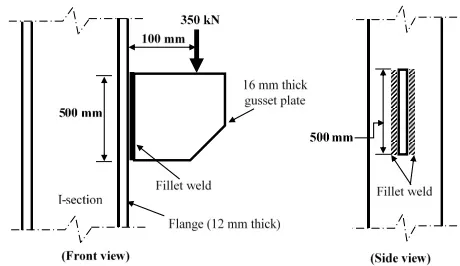 350 kN
100 mm
16 mm thick
gusset plate
500 mm
500 mm
Fillet weld
Fillet weld
I-section
Flange (12 mm thick)
(Front view)
(Side view)